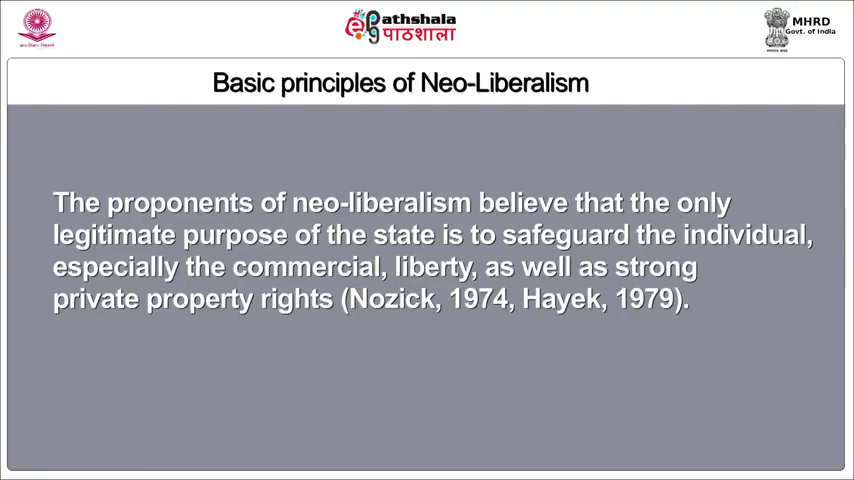 Pathshala
पाठशाला
MHRD
Govt. of India
Basic principles of Neo-Liberalism
The proponents of neo-liberalism believe that the only
legitimate purpose of the state is to safeguard the individual,
especially the commercial, liberty, as well as strong
private property rights (Nozick, 1974, Hayek, 1979).